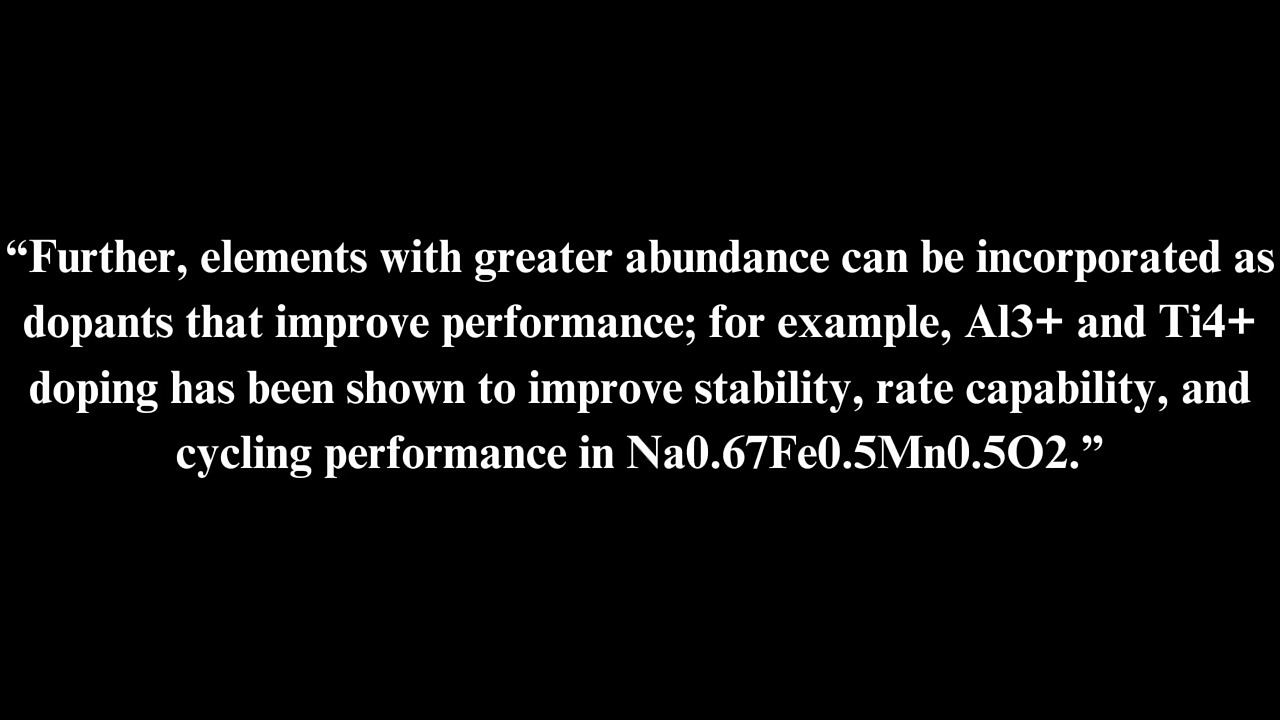 “Further, elements with greater abundance can be incorporated as
dopants that improve performance; for example, Al3+ and Ti4+
doping has been shown to improve stability, rate capability, and
cycling performance in Na0.67Fe0.5Mn0.5O2.”